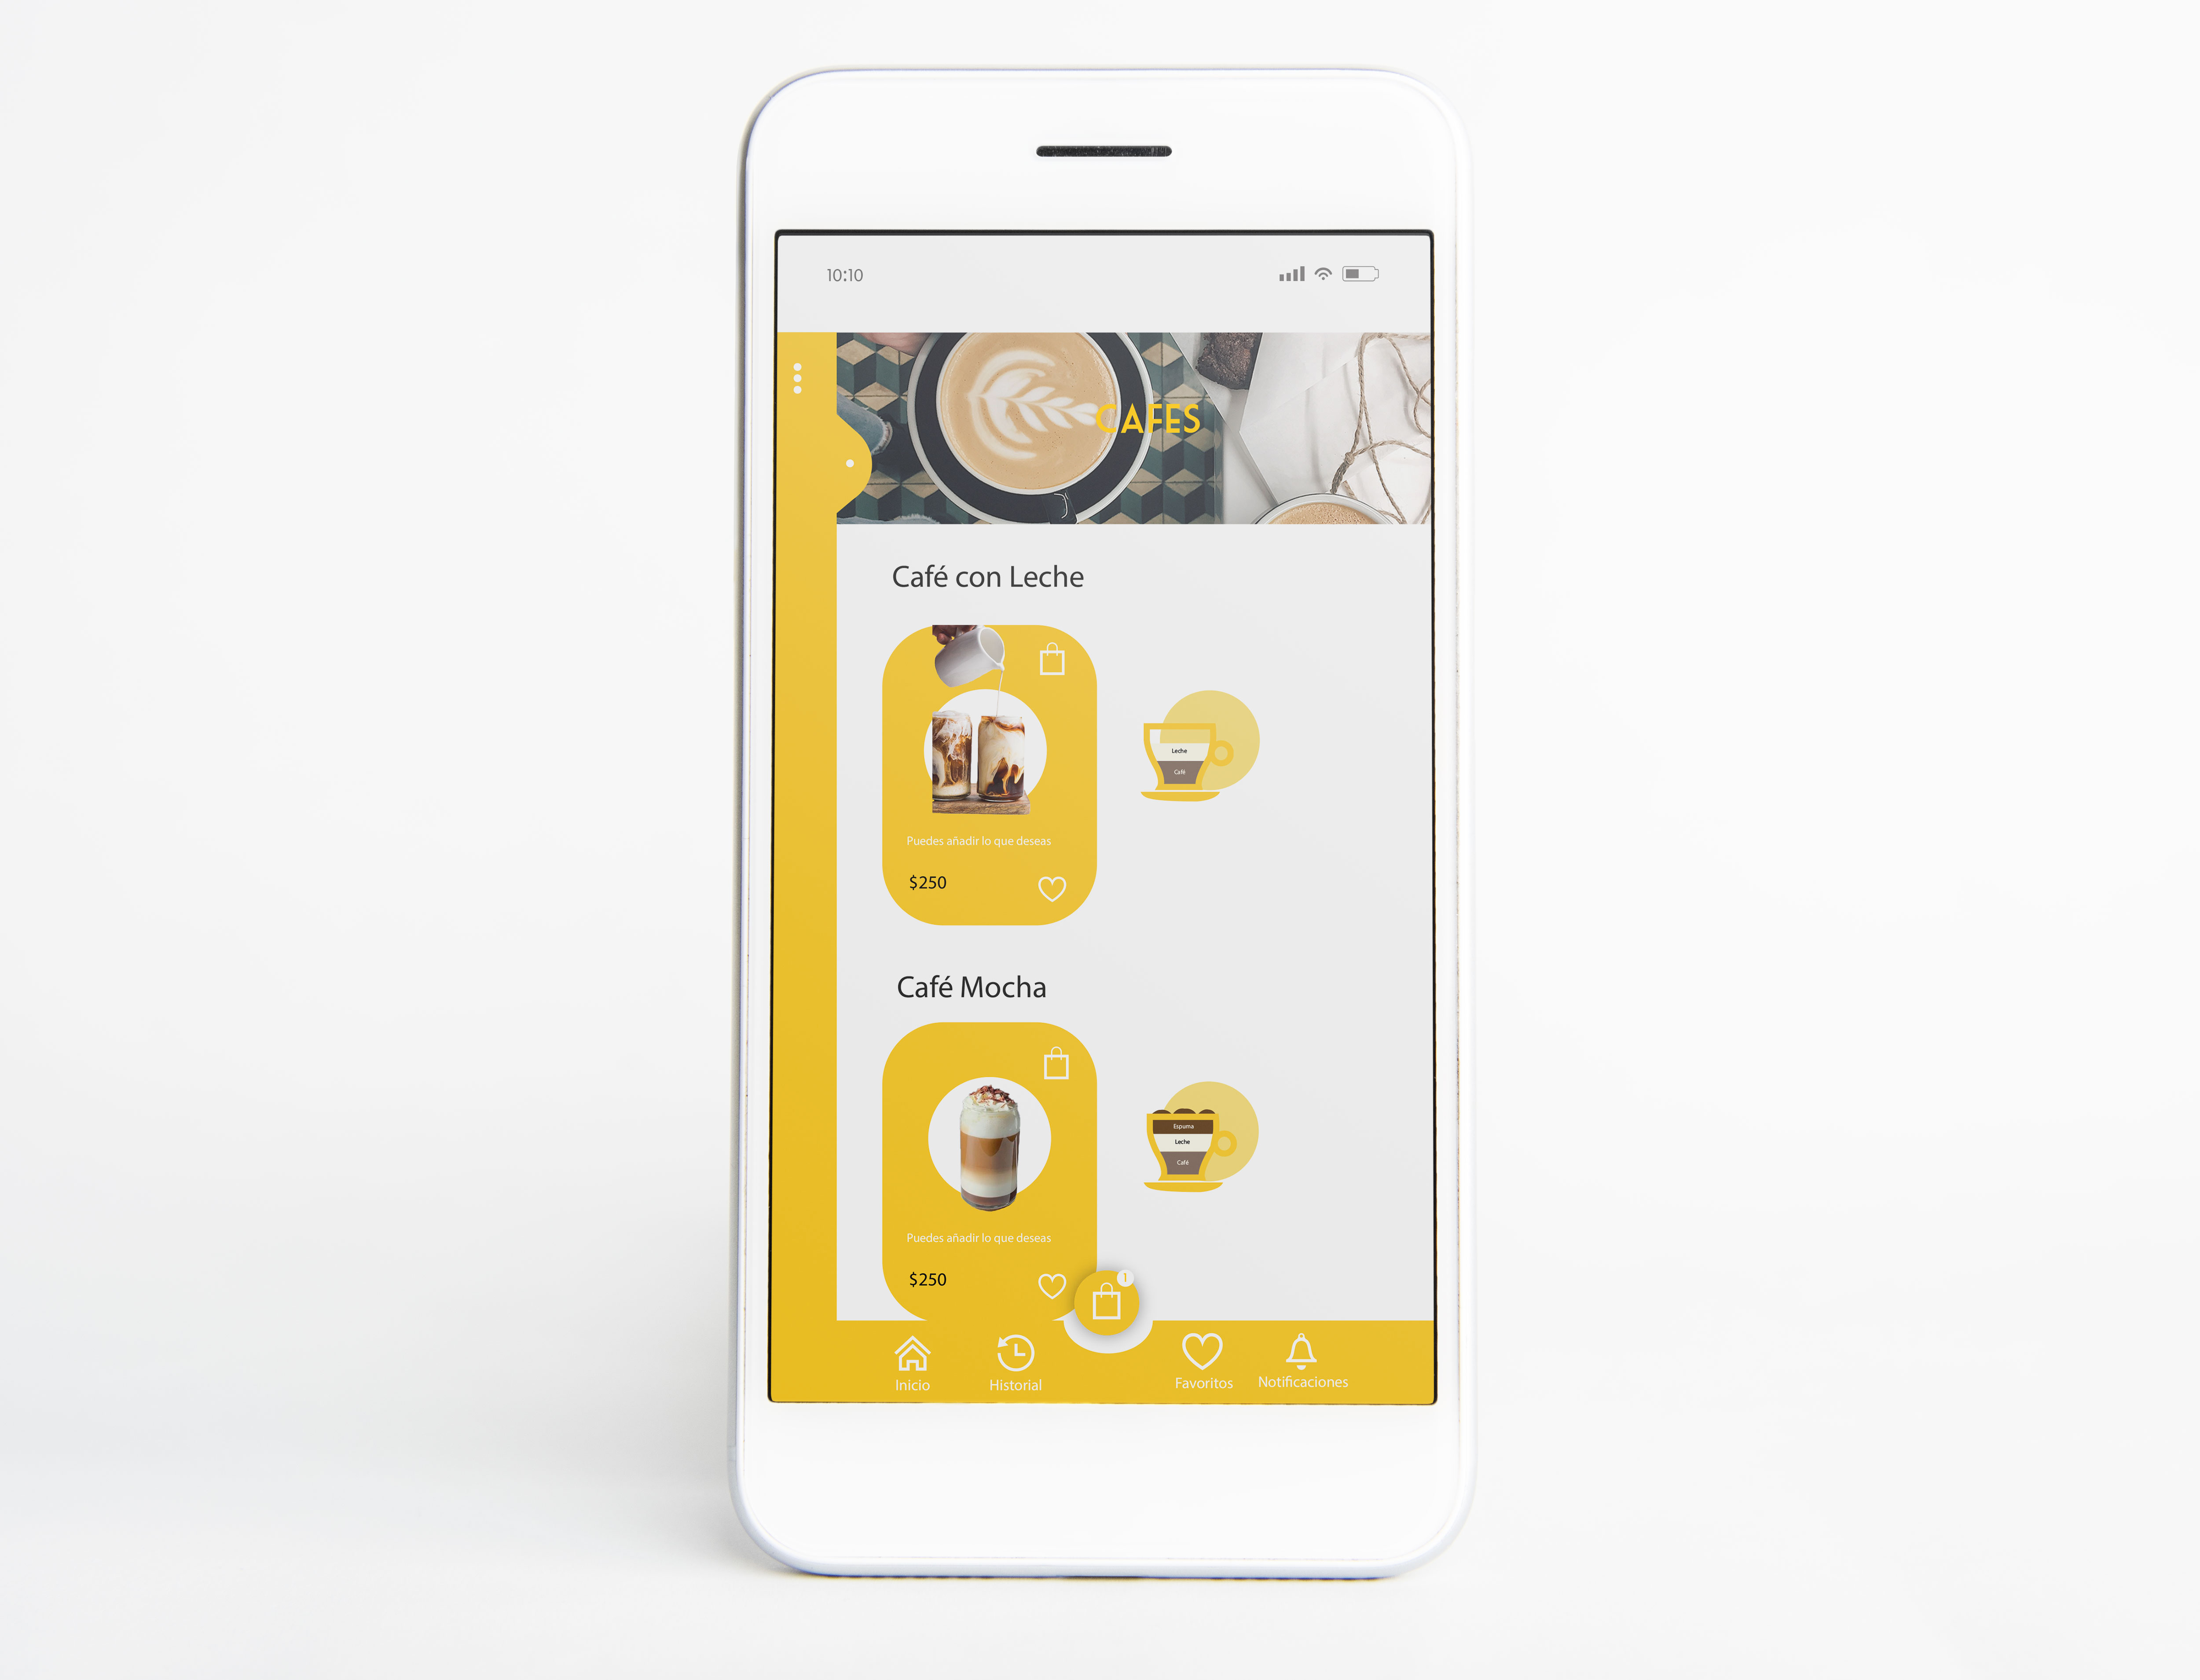 10:10
CAFES
Café con Leche
Leche
Café
Puedes añadir lo que deseas
$250
Café Mocha
Espuma
Leche
Café
Puedes añadir lo que deseas
$250
1
Inicio
Historial
Favoritos
Notificaciones